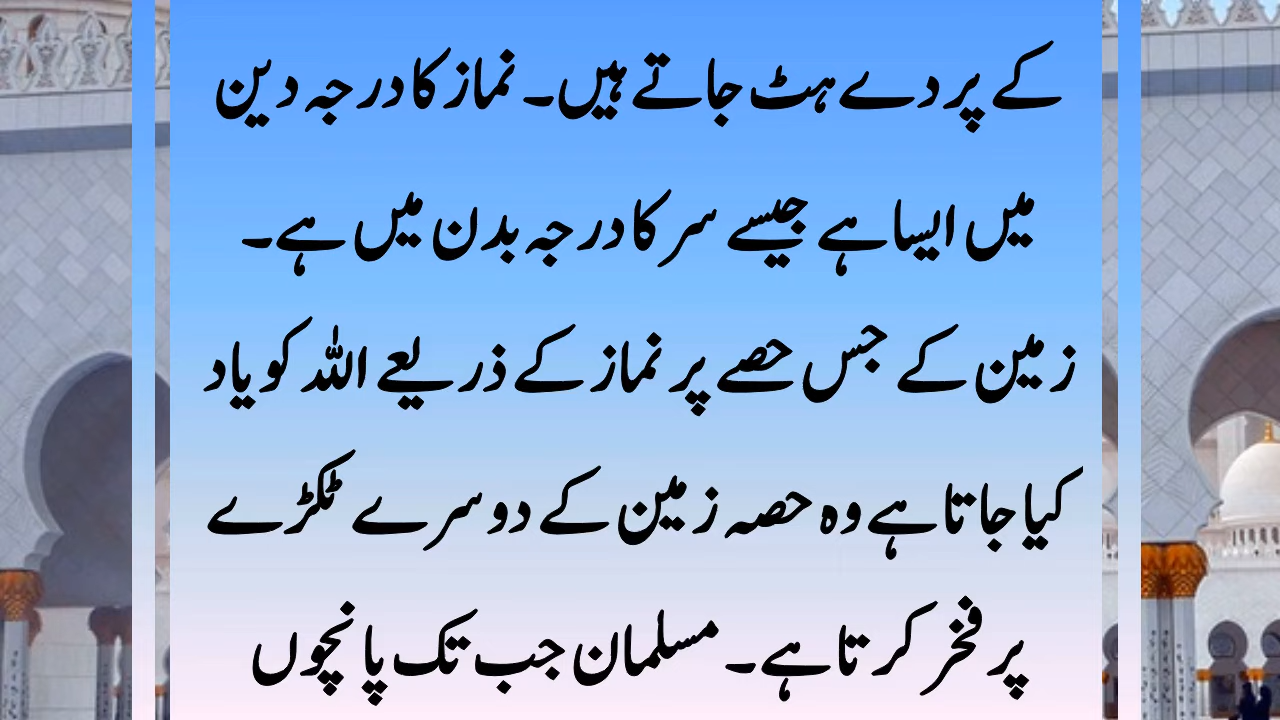 کے پردے ہٹ جاتے ہیں۔ نماز کا درجہ دین
میں ایسا ہے جیسے سر کا درجہ بدن میں ہے۔
زمین کے جس حصے پر نماز کے ذریعے اللہ کو یاد
کیا جاتا ہے وہ حصہ زمین کے دوسرے ٹکڑے
پر فخر کرتا ہے۔ مسلمان جب تک پانچوں